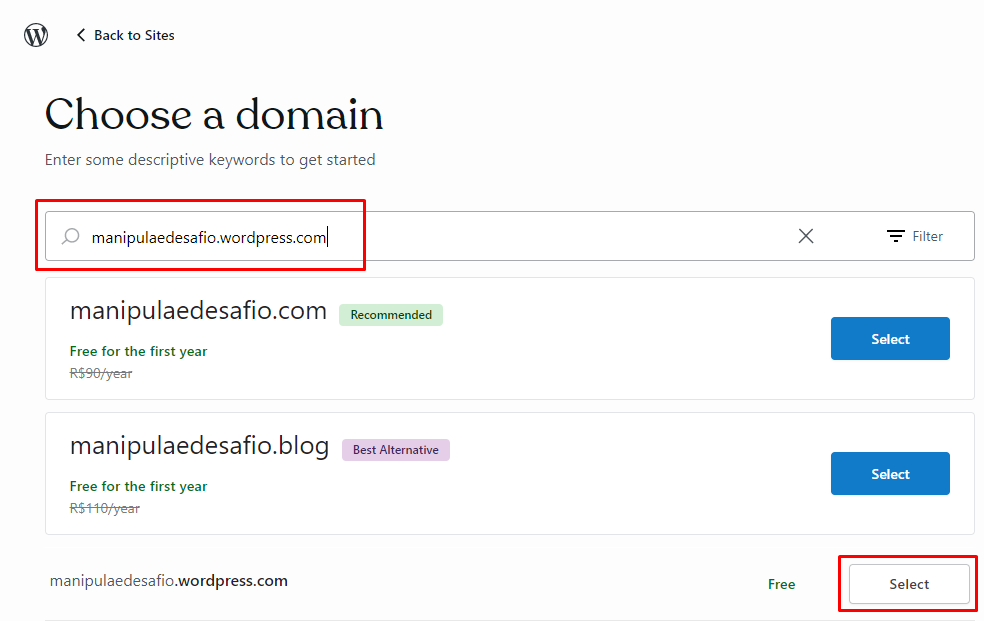 Back to Sites
Choose a domain
Enter some descriptive keywords to get started
manipulaedesafio.wordpress.com
Filter
manipulaedesafio.com Recommended
Free for the first year
R$90/year
Select
manipulaedesafio.blog Best Alternative
Free for the first year
R$110/year
Select
manipulaedesafio.wordpress.com Free Select